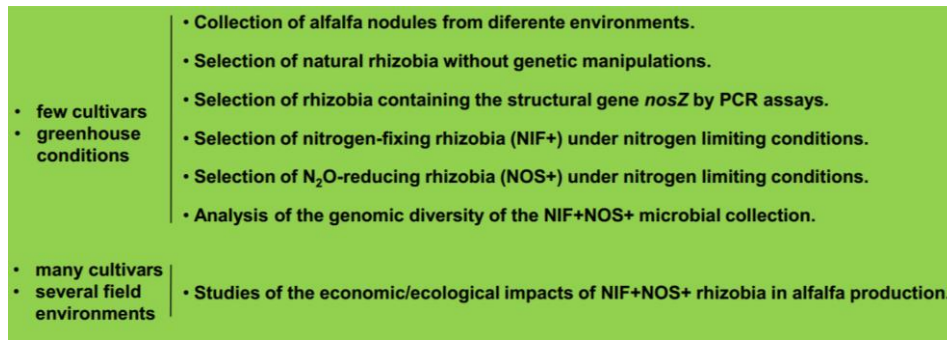 • few cultivars
• greenhouse
conditions
• Collection of alfalfa nodules from diferente environments.
• Selection of natural rhizobia without genetic manipulations.
• Selection of rhizobia containing the structural gene nosZ by PCR assays.
• Selection of nitrogen-fixing rhizobia (NIF+) under nitrogen limiting conditions.
• Selection of N₂O-reducing rhizobia (NOS+) under nitrogen limiting conditions.
• Analysis of the genomic diversity of the NIF+NOS+ microbial collection.
• many cultivars
• several field
environments
• Studies of the economic/ecological impacts of NIF+NOS+ rhizobia in alfalfa production.